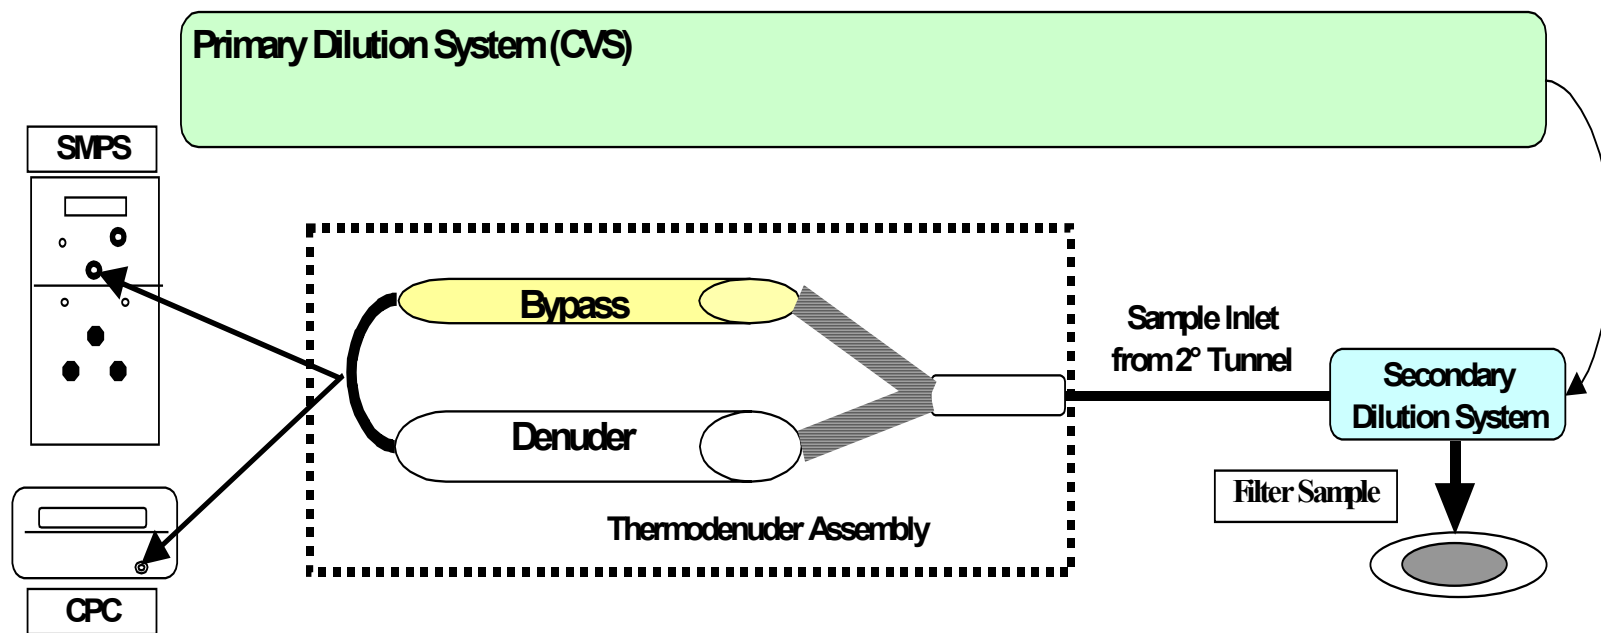 Primary Dilution System (CVS)
SMPS
Bypass
Sample Inlet
from 2° Tunnel
Secondary
Dilution System
Denuder
Filter Sample
Thermodenuder Assembly
CPC